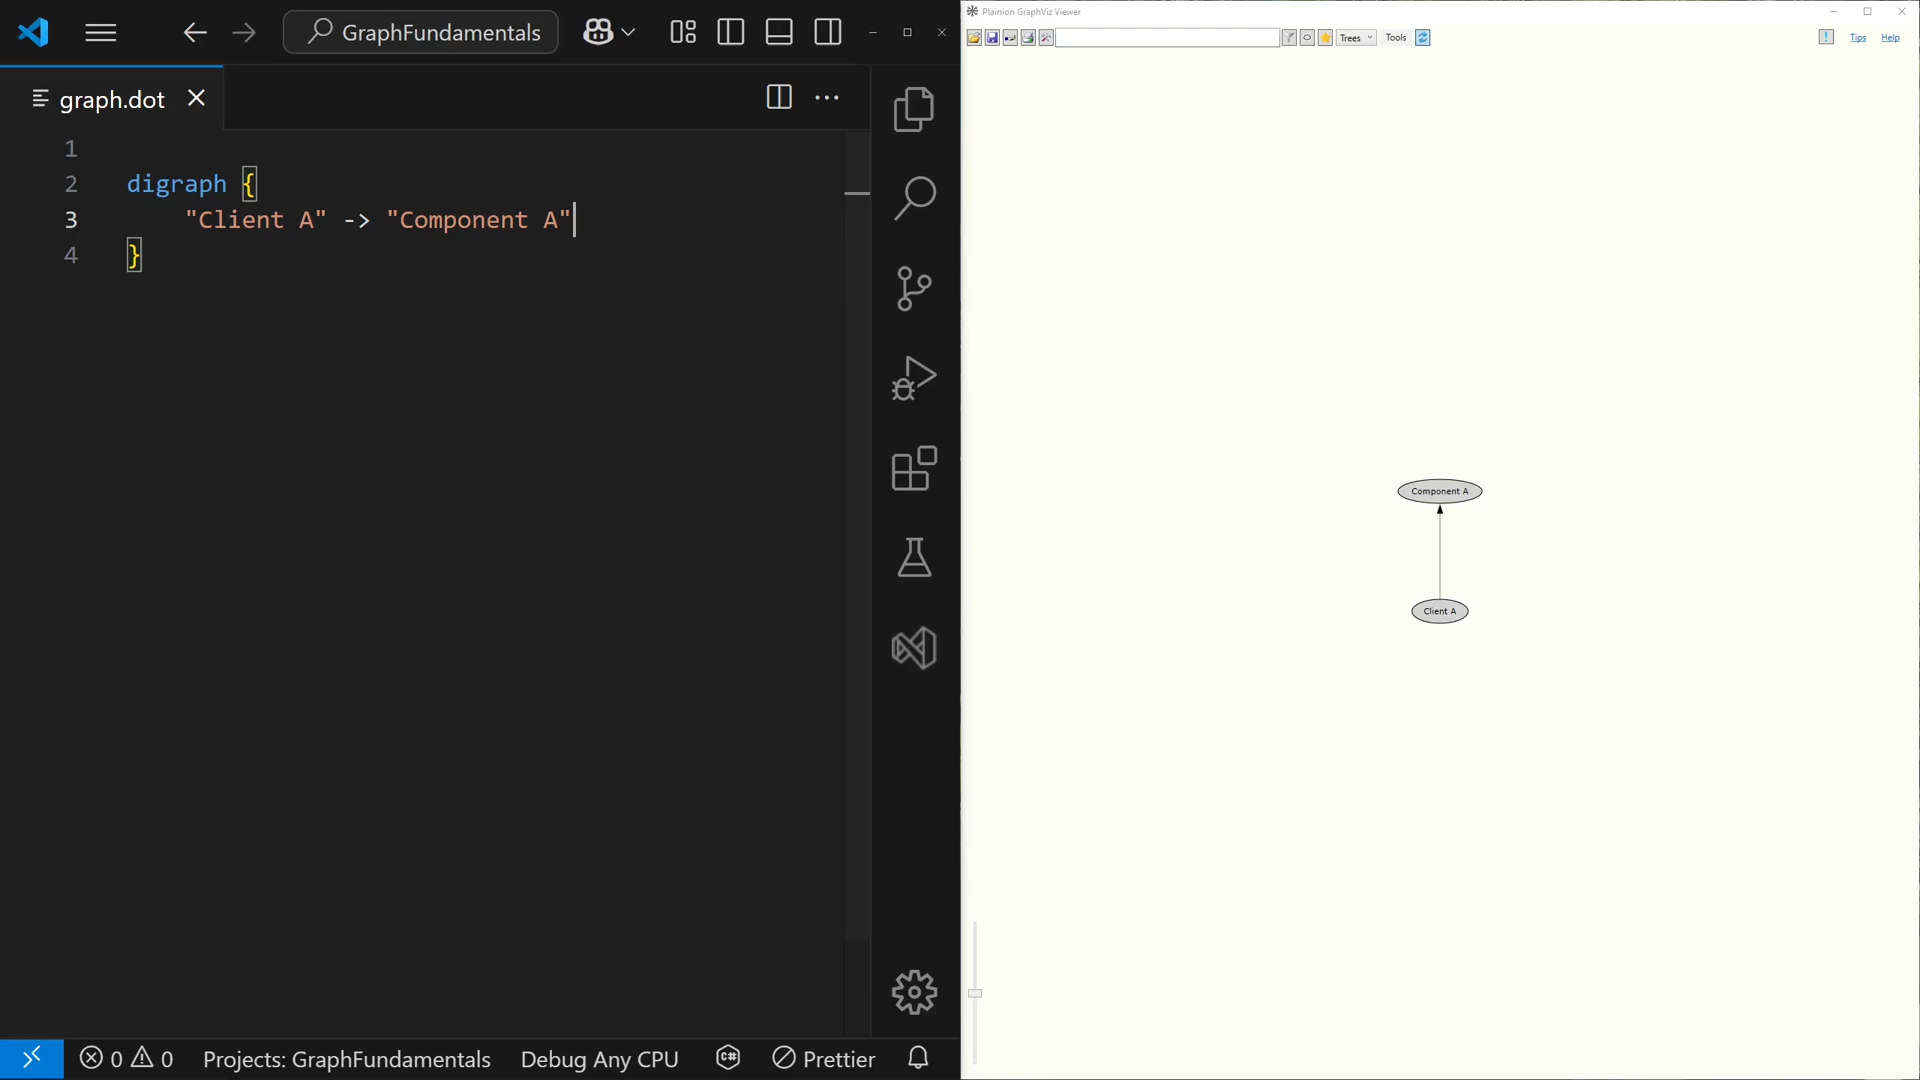 GraphFundamentals
graph.dot
1
2 digraph {
3 "Client A" -> "Component A"
4 }
0 0 Projects: GraphFundamentals Debug Any CPU C# Prettier
Plainion GraphViz Viewer
Trees Tools ! Tips Help
Component A
Client A